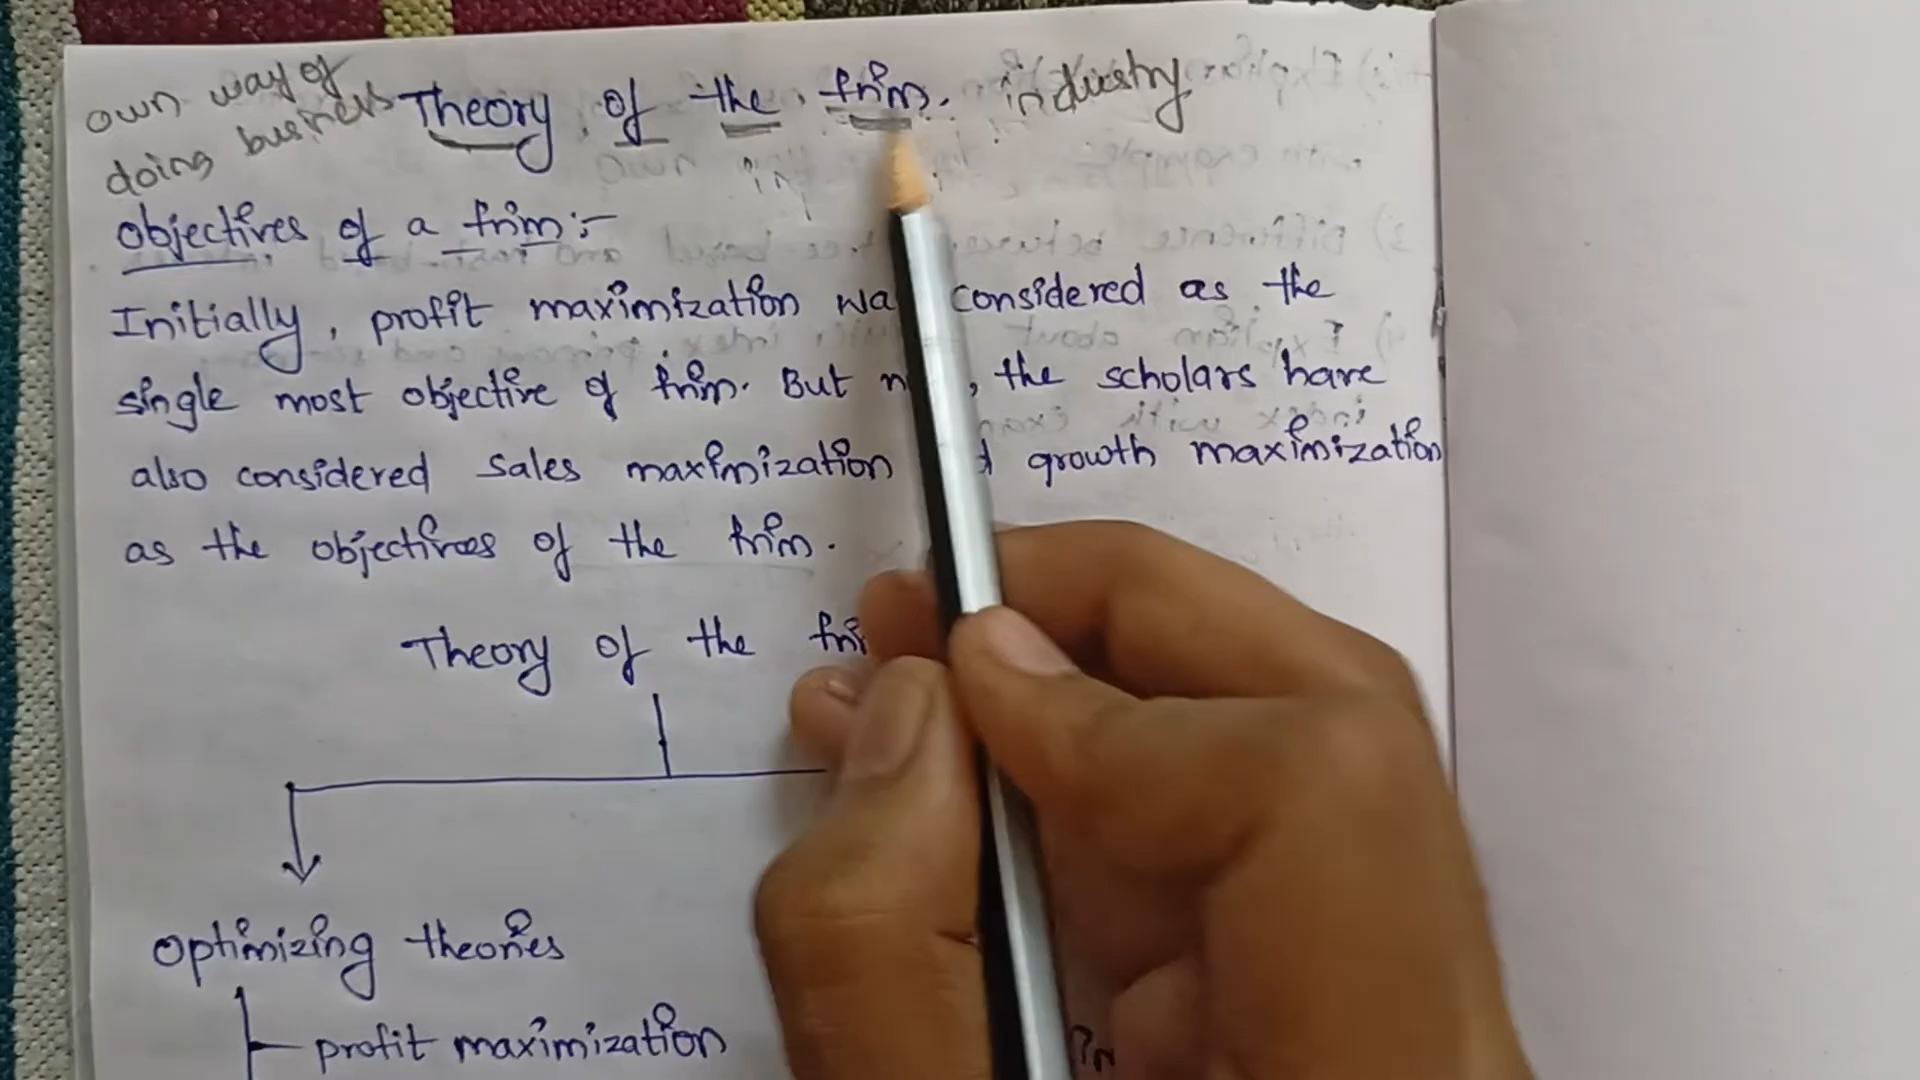 own way of
doing business
Theory of the firm. industry
objectives of a firm:-
Initially, profit maximization was considered as the
single most objective of firm. But, the scholars have
also considered sales maximization growth maximization
as the objectives of the firm.
Theory of the
optimizing theories
profit maximization